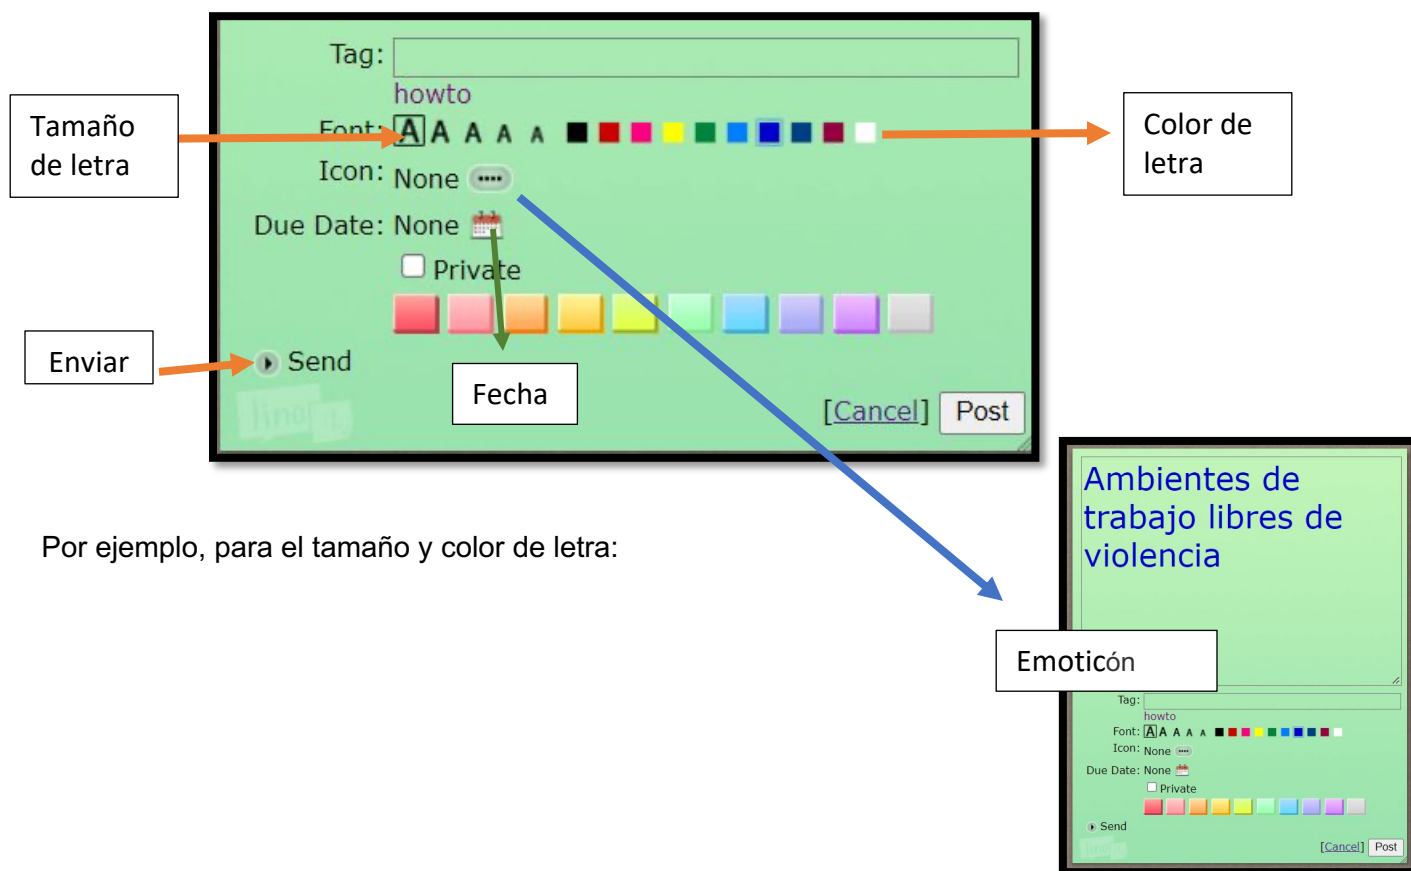 Tag:
howto
Tamaño
de letra
Font: A A A A A
Color de
letra
Icon: None
Due Date: None
Private
Enviar
Send
Fecha
[Cancel] Post
Por ejemplo, para el tamaño y color de letra:
Ambientes de
trabajo libres de
violencia
Emoticón
Tag:
howto
Font: A A A A A
Icon: None
Due Date: None
Private
Send
[Cancel] Post